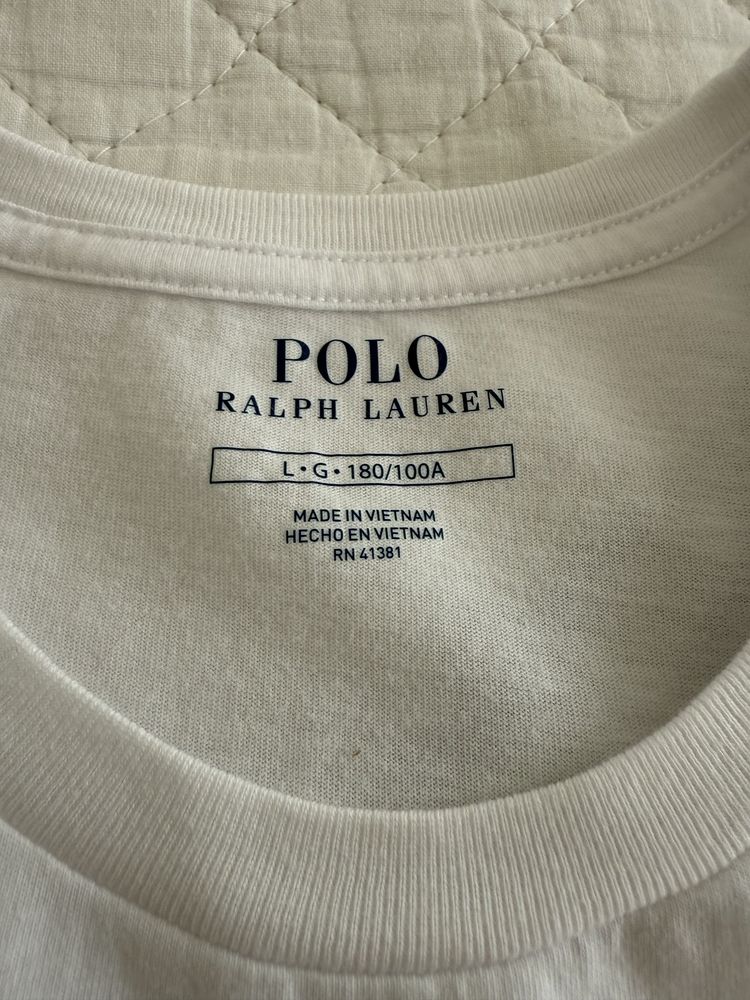 POLO
RALPH LAUREN
L•G•180/100A
MADE IN VIETNAM
HECHO EN VIETNAM
RN 41381